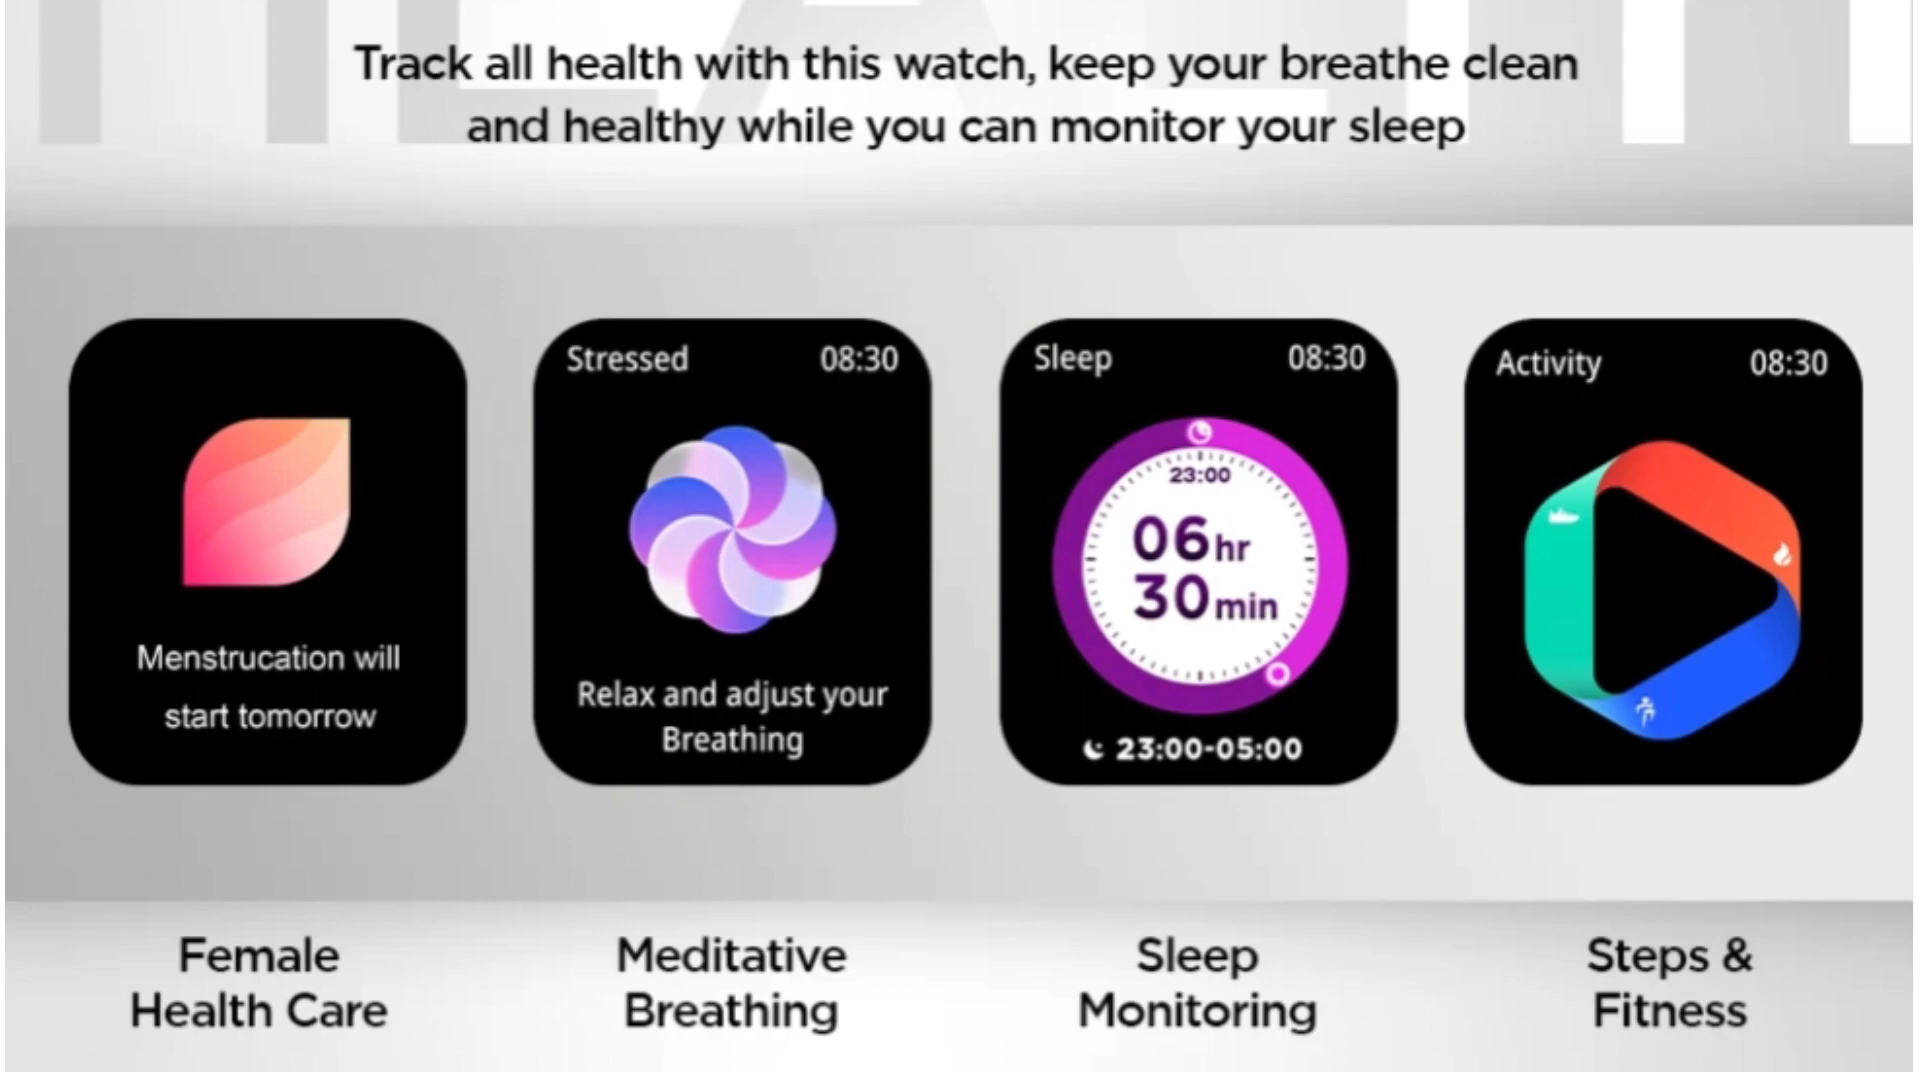 HEALTH
Track all health with this watch, keep your breathe clean
and healthy while you can monitor your sleep
Menstrucation will
start tomorrow
Stressed 08:30
Relax and adjust your
Breathing
Sleep 08:30
23:00
06hr
30min
23:00-05:00
Activity 08:30
Female
Health Care
Meditative
Breathing
Sleep
Monitoring
Steps &
Fitness